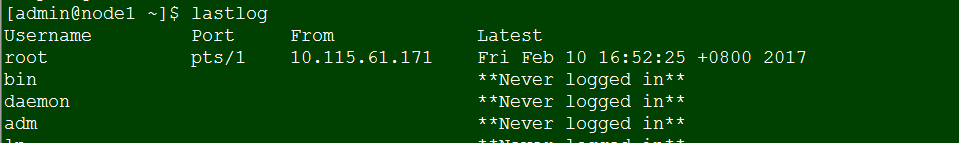 [admin@node1 ~]$ lastlog
Username         Port     From             Latest
root             pts/1    10.115.61.171    Fri Feb 10 16:52:25 +0800 2017
bin                                        **Never logged in**
daemon                                     **Never logged in**
adm                                        **Never logged in**